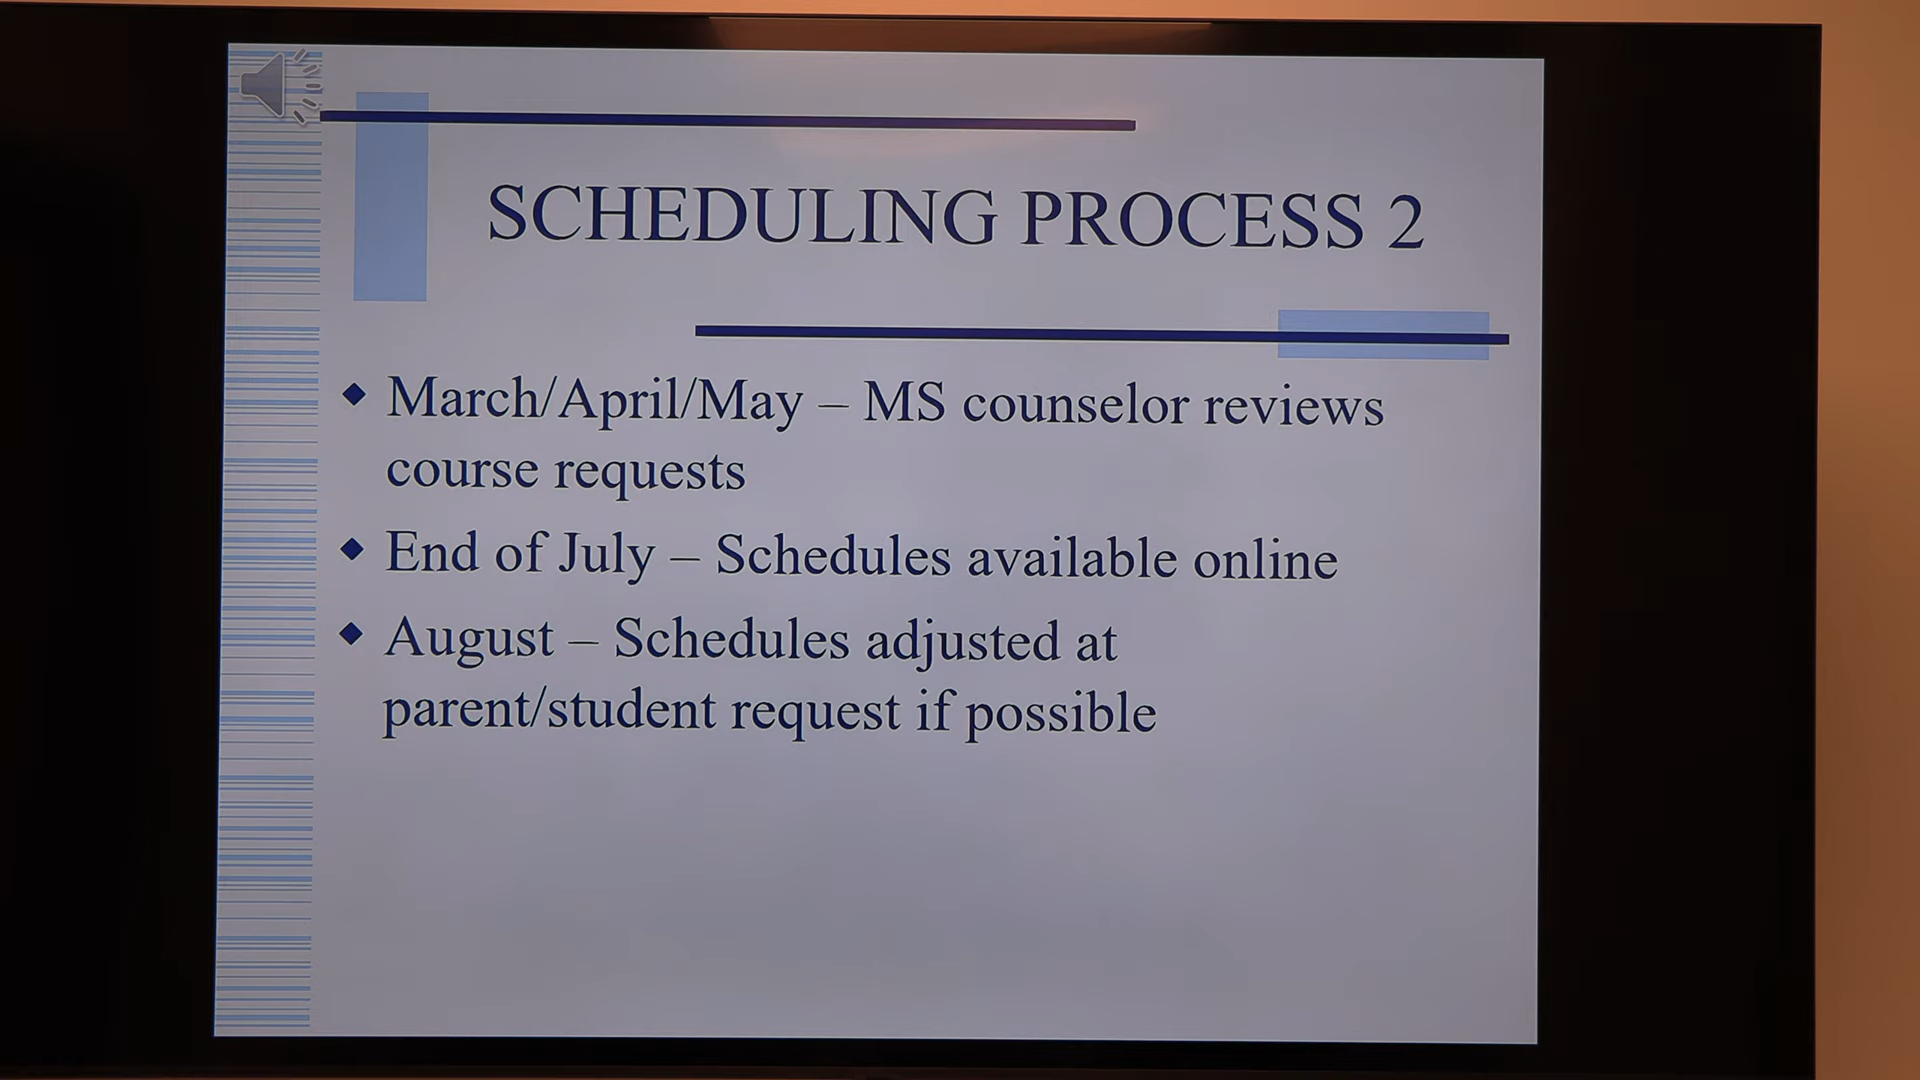 SCHEDULING PROCESS 2
March/April/May – MS counselor reviews
course requests
End of July – Schedules available online
August – Schedules adjusted at
parent/student request if possible